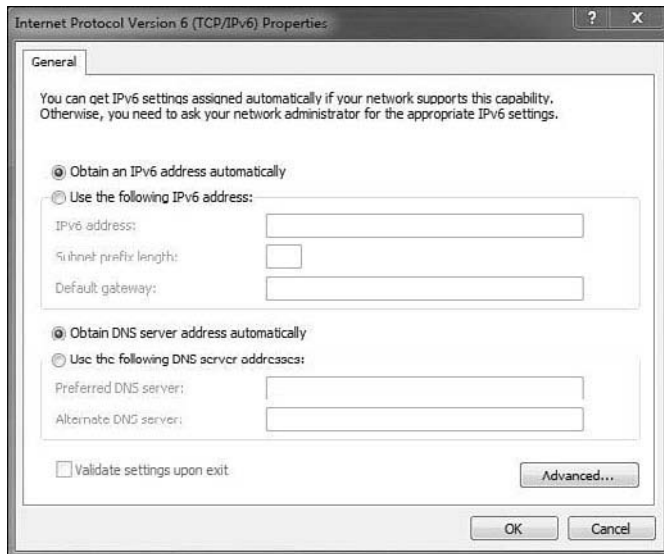 Internet Protocol Version 6 (TCP/IPv6) Properties
? X
General
You can get IPv6 settings assigned automatically if your network supports this capability.
Otherwise, you need to ask your network administrator for the appropriate IPv6 settings.
Obtain an IPv6 address automatically
Use the following IPv6 address:
IPv6 address:
Subnet prefix length:
Default gateway:
Obtain DNS server address automatically
Use the following DNS server addresses:
Preferred DNS server:
Alternate DNS server:
Validate settings upon exit
Advanced...
OK Cancel